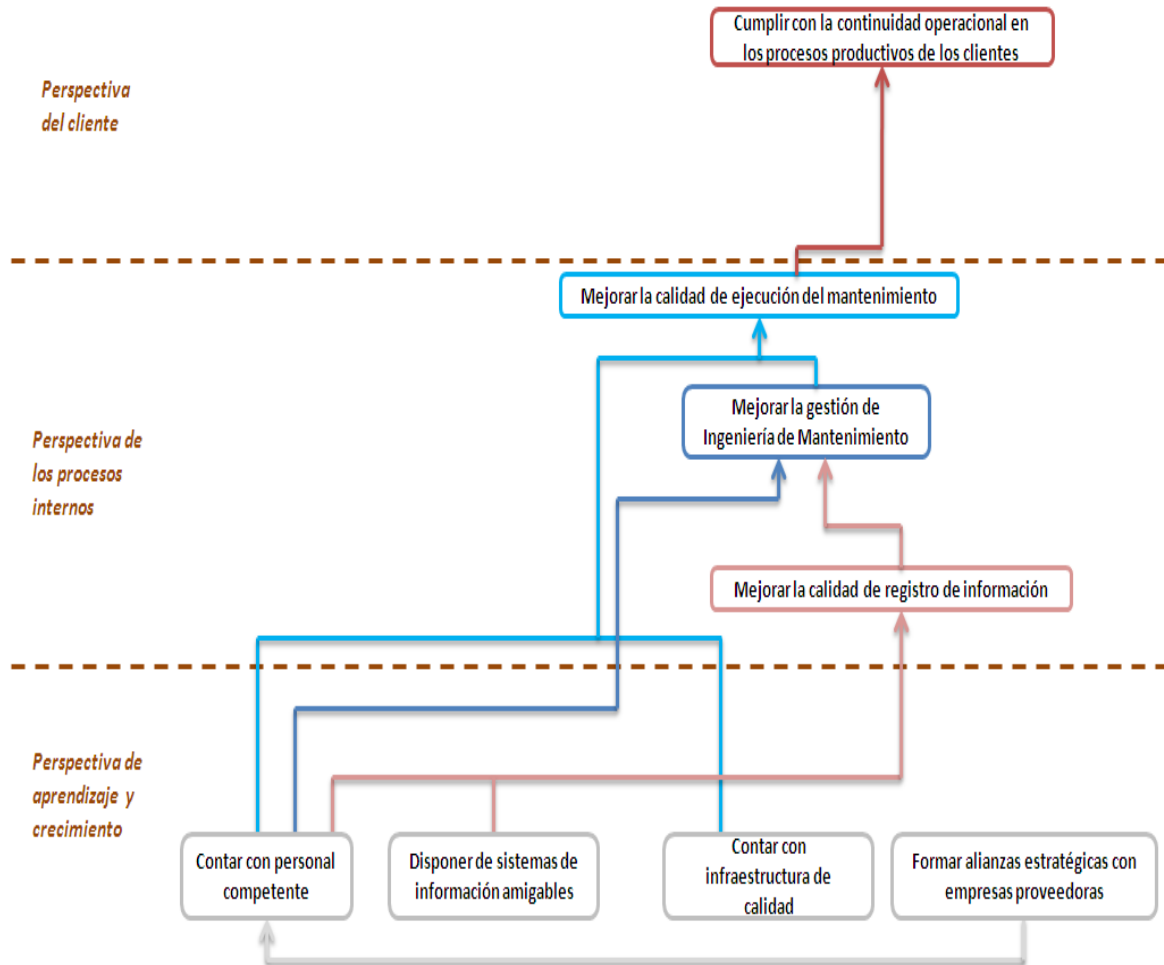 Cumplir con la continuidad operacional en
los procesos productivos de los clientes
Perspectiva
del cliente
Mejorar la calidad de ejecución del mantenimiento
Mejorar la gestión de
Ingeniería de Mantenimiento
Perspectiva de
los procesos
internos
Mejorar la calidad de registro de información
Perspectiva de
aprendizaje y
crecimiento
Contar con personal
competente
Disponer de sistemas de
información amigables
Contar con
infraestructura de
calidad
Formar alianzas estratégicas con
empresas proveedoras